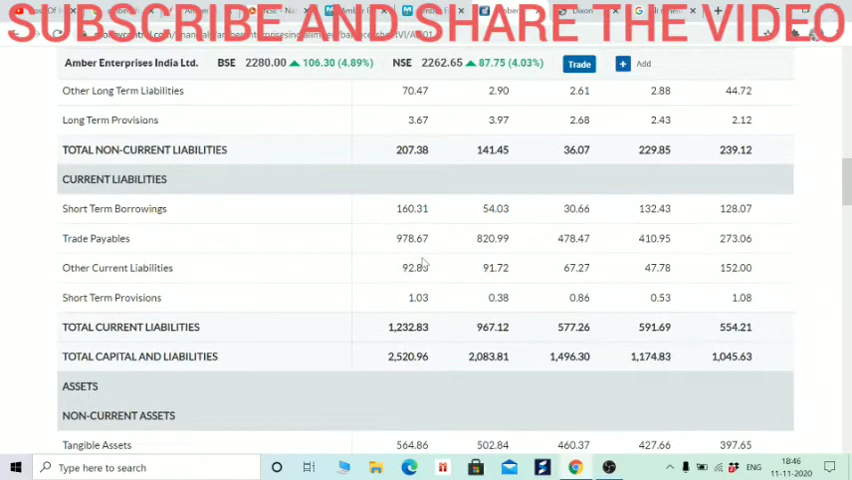 SUBSCRIBE AND SHARE THE VIDEO
Amber Enterprises India Ltd. BSE 2280.00 106.30 (4.89%) NSE 2262.65 87.75 (4.03%) Trade + Add
Other Long Term Liabilities 70.47 2.90 2.61 2.88 44.72
Long Term Provisions 3.67 3.97 2.68 2.43 2.12
TOTAL NON-CURRENT LIABILITIES 207.38 141.45 36.07 229.85 239.12
CURRENT LIABILITIES
Short Term Borrowings 160.31 54.03 30.66 132.43 128.07
Trade Payables 978.67 820.99 478.47 410.95 273.06
Other Current Liabilities 91.72 67.27 47.78 152.00
Short Term Provisions 1.03 0.38 0.86 0.53 1.08
TOTAL CURRENT LIABILITIES 1,232.83 967.12 577.26 591.69 554.21
TOTAL CAPITAL AND LIABILITIES 2,520.96 2,083.81 1,496.30 1,174.83 1,045.63
ASSETS
NON-CURRENT ASSETS
Tangible Assets 564.86 502.84 460.37 427.66 397.65
Type here to search
ENG
18:46
11-11-2020